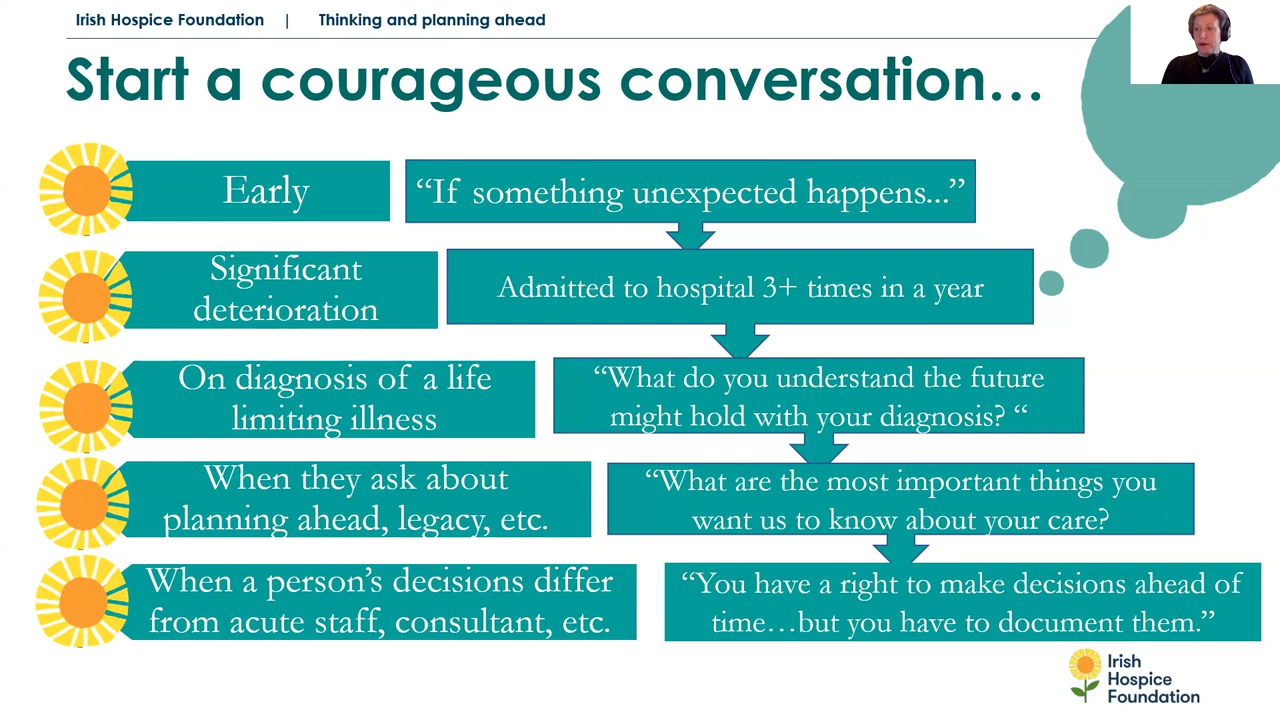 Irish Hospice Foundation | Thinking and planning ahead
Start a courageous conversation…
Early
“If something unexpected happens...”
Significant
deterioration
Admitted to hospital 3+ times in a year
On diagnosis of a life
limiting illness
“What do you understand the future
might hold with your diagnosis? “
When they ask about
planning ahead, legacy, etc.
“What are the most important things you
want us to know about your care?
When a person’s decisions differ
from acute staff, consultant, etc.
“You have a right to make decisions ahead of
time…but you have to document them.”
Irish
Hospice
Foundation